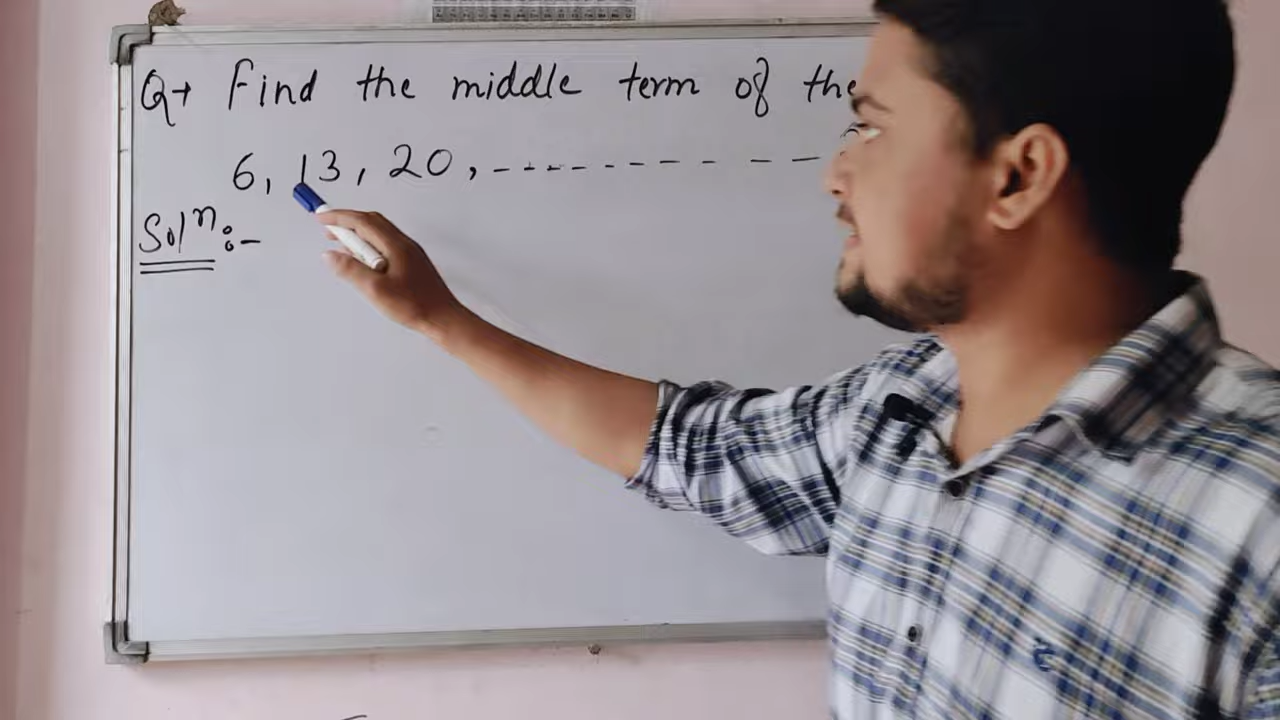 Q→ Find the middle term of the
6, 13, 20, ----------
Solⁿ:-